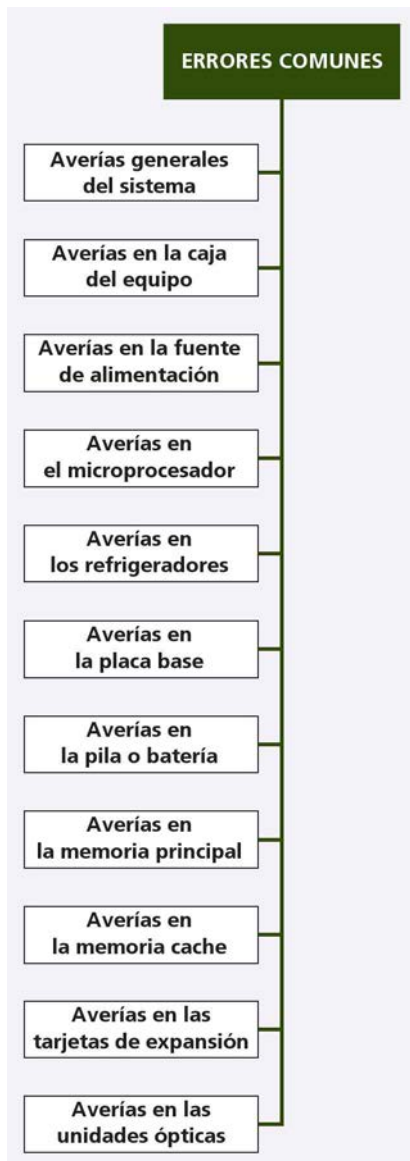 ERRORES COMUNES
Averías generales
del sistema
Averías en la caja
del equipo
Averías en la fuente
de alimentación
Averías en
el microprocesador
Averías en
los refrigeradores
Averías en
la placa base
Averías en
la pila o batería
Averías en
la memoria principal
Averías en
la memoria cache
Averías en las
tarjetas de expansión
Averías en las
unidades ópticas